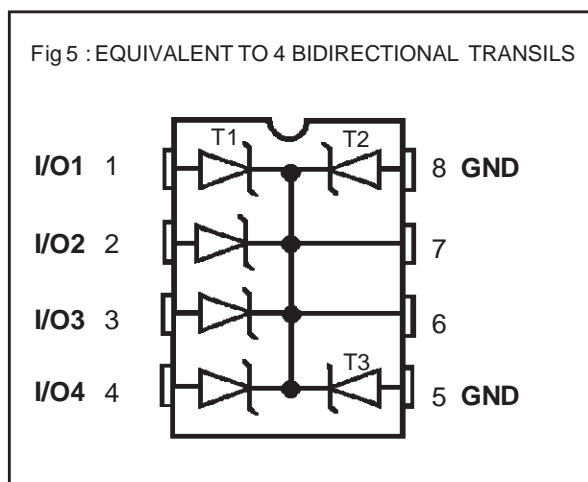 Fig 5 : EQUIVALENT TO 4 BIDIRECTIONAL TRANSILS
T1 T2
I/O1 1 8 GND
I/O2 2 7
I/O3 3 6
T3
I/O4 4 5 GND